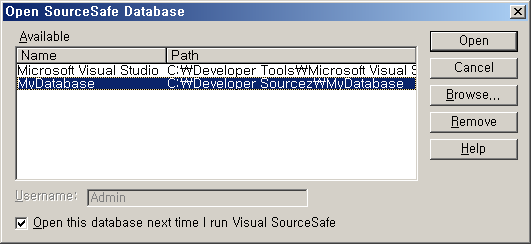 Open SourceSafe Database
Available
Name Path
Microsoft Visual Studio C:₩Developer Tools₩Microsoft Visual S
MyDatabase C:₩Developer Sourcez₩MyDatabase
Open
Cancel
Browse...
Remove
Help
Username: Admin
Open this database next time I run Visual SourceSafe